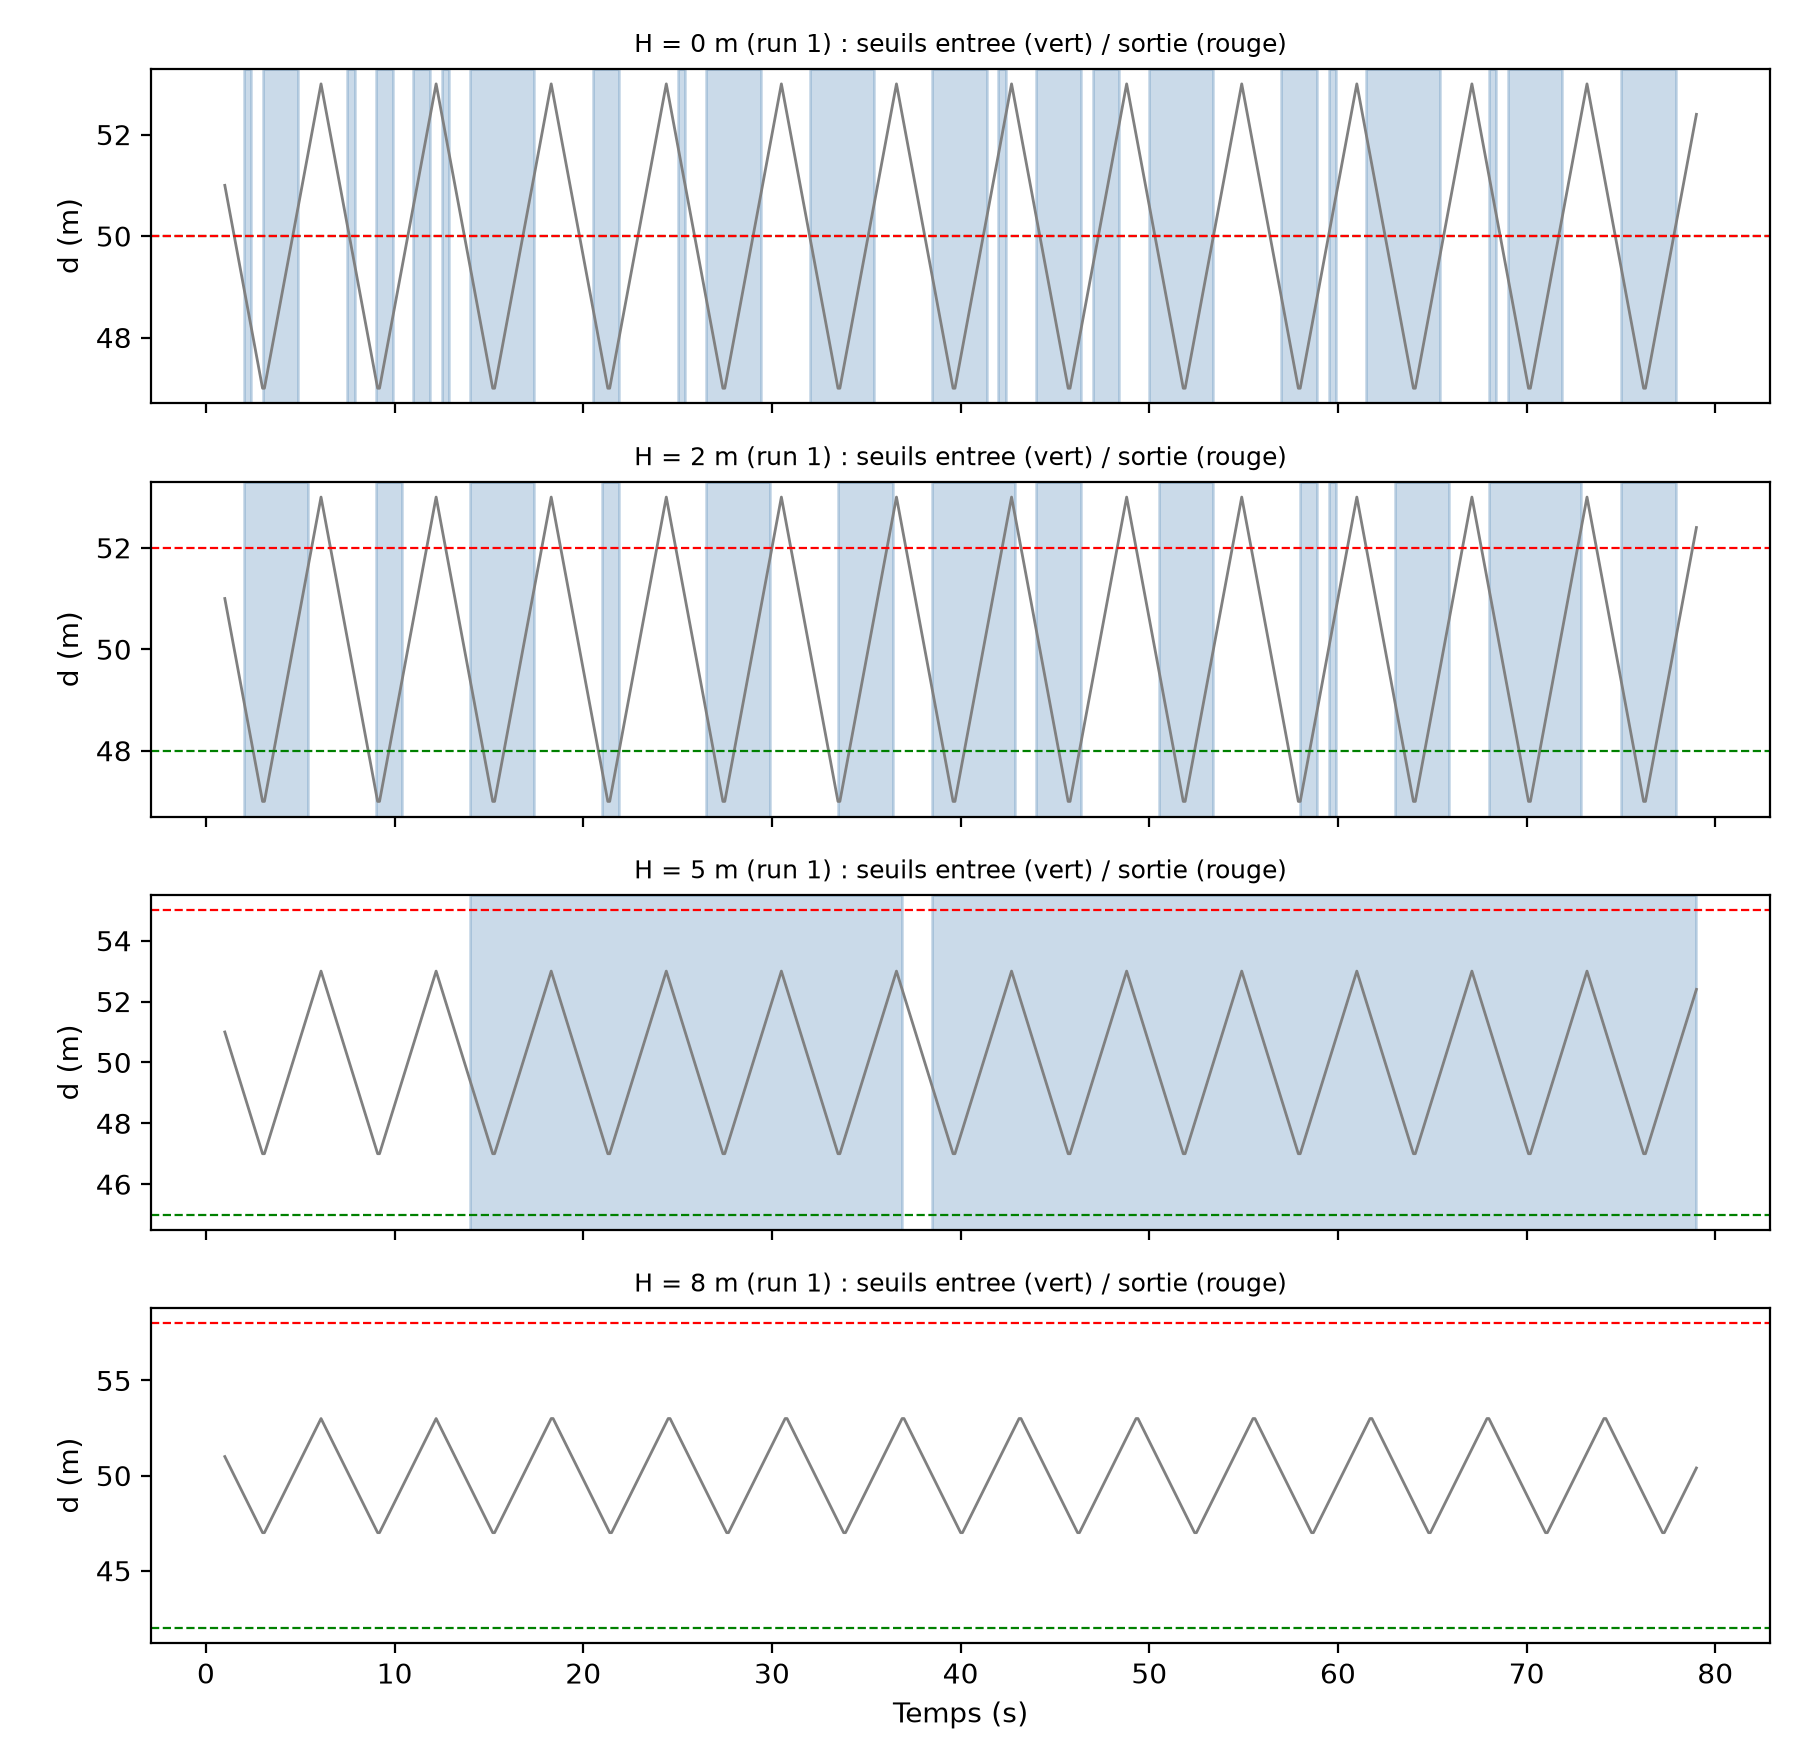 H = 0 m (run 1) : seuils entree (vert) / sortie (rouge)
52
50
48
d (m)
H = 2 m (run 1) : seuils entree (vert) / sortie (rouge)
52
50
48
d (m)
H = 5 m (run 1) : seuils entree (vert) / sortie (rouge)
54
52
50
48
46
d (m)
H = 8 m (run 1) : seuils entree (vert) / sortie (rouge)
55
50
45
d (m)
0 10 20 30 40 50 60 70 80
Temps (s)